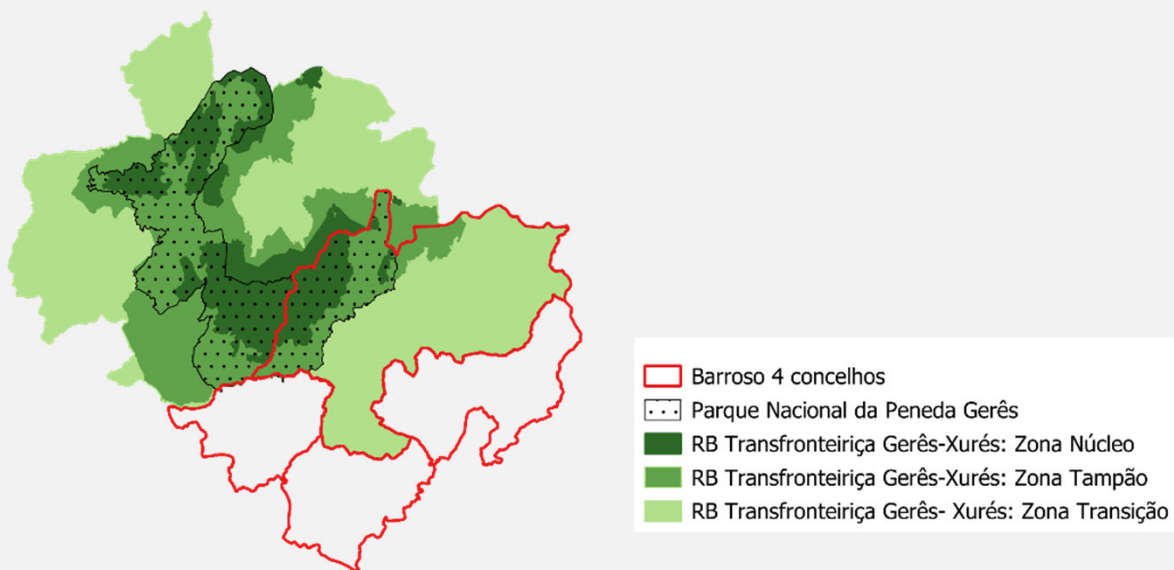 Barroso 4 concelhos
Parque Nacional da Peneda Gerês
RB Transfronteiriça Gerês-Xurés: Zona Núcleo
RB Transfronteiriça Gerês-Xurés: Zona Tampão
RB Transfronteiriça Gerês- Xurés: Zona Transição